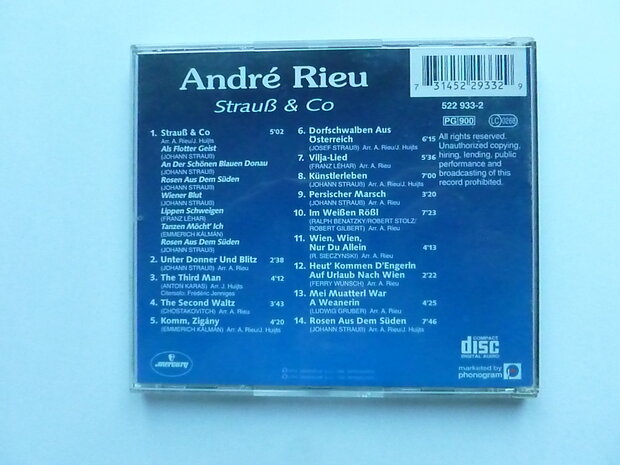 André Rieu
Strauß & Co
7 31452 29332 9
522 933-2
PG 900
LC 0268
All rights reserved.
Unauthorized copying,
hiring, lending, public
performance and
broadcasting of this
record prohibited.
1. Strauß & Co 5'02
Arr. A. Rieu/J. Huijts
Als Flotter Geist
(JOHANN STRAUß)
An Der Schönen Blauen Donau
(JOHANN STRAUß)
Rosen Aus Dem Süden
(JOHANN STRAUß)
Wiener Blut
(JOHANN STRAUß)
Lippen Schweigen
(FRANZ LÉHAR)
Tanzen Möcht' Ich
(EMMERICH KÁLMÁN)
Rosen Aus Dem Süden
(JOHANN STRAUß)
2. Unter Donner Und Blitz 2'38
(JOHANN STRAUß) Arr. A. Rieu
3. The Third Man 4'12
(ANTON KARAS) Arr. J. Huijts
Citersolo: Frédéric Jenniges
4. The Second Waltz 3'43
(CHOSTAKOVITCH) Arr. A. Rieu
5. Komm, Zigány 4'20
(EMMERICH KÁLMÁN) Arr. A. Rieu/J. Huijts
6. Dorfschwalben Aus
Österreich 6'15
(JOSEF STRAUß) Arr. A. Rieu/J. Huijts
7. Vilja-Lied 5'36
(FRANZ LÉHAR) Arr. A. Rieu
8. Künstlerleben 7'00
(JOHANN STRAUß) Arr. A. Rieu/J. Huijts
9. Persischer Marsch 3'20
(JOHANN STRAUß) Arr. A. Rieu
10. Im Weißen Rößl 7'23
(RALPH BENATZKY/ROBERT STOLZ/
ROBERT GILBERT) Arr. A. Rieu
11. Wien, Wien,
Nur Du Allein 4'13
(R. SIECZYNSKI) Arr. A. Rieu
12. Heut' Kommen D'Engerln
Auf Urlaub Nach Wien 2'22
(FERRY WUNSCH) Arr. A. Rieu
13. Mei Muatterl War
A Weanerin 4'25
(LUDWIG GRUBER) Arr. A. Rieu
14. Rosen Aus Dem Süden 7'46
(JOHANN STRAUß) Arr. A. Rieu/J. Huijts
mercury
COMPACT
disc
DIGITAL AUDIO
marketed by
phonogram